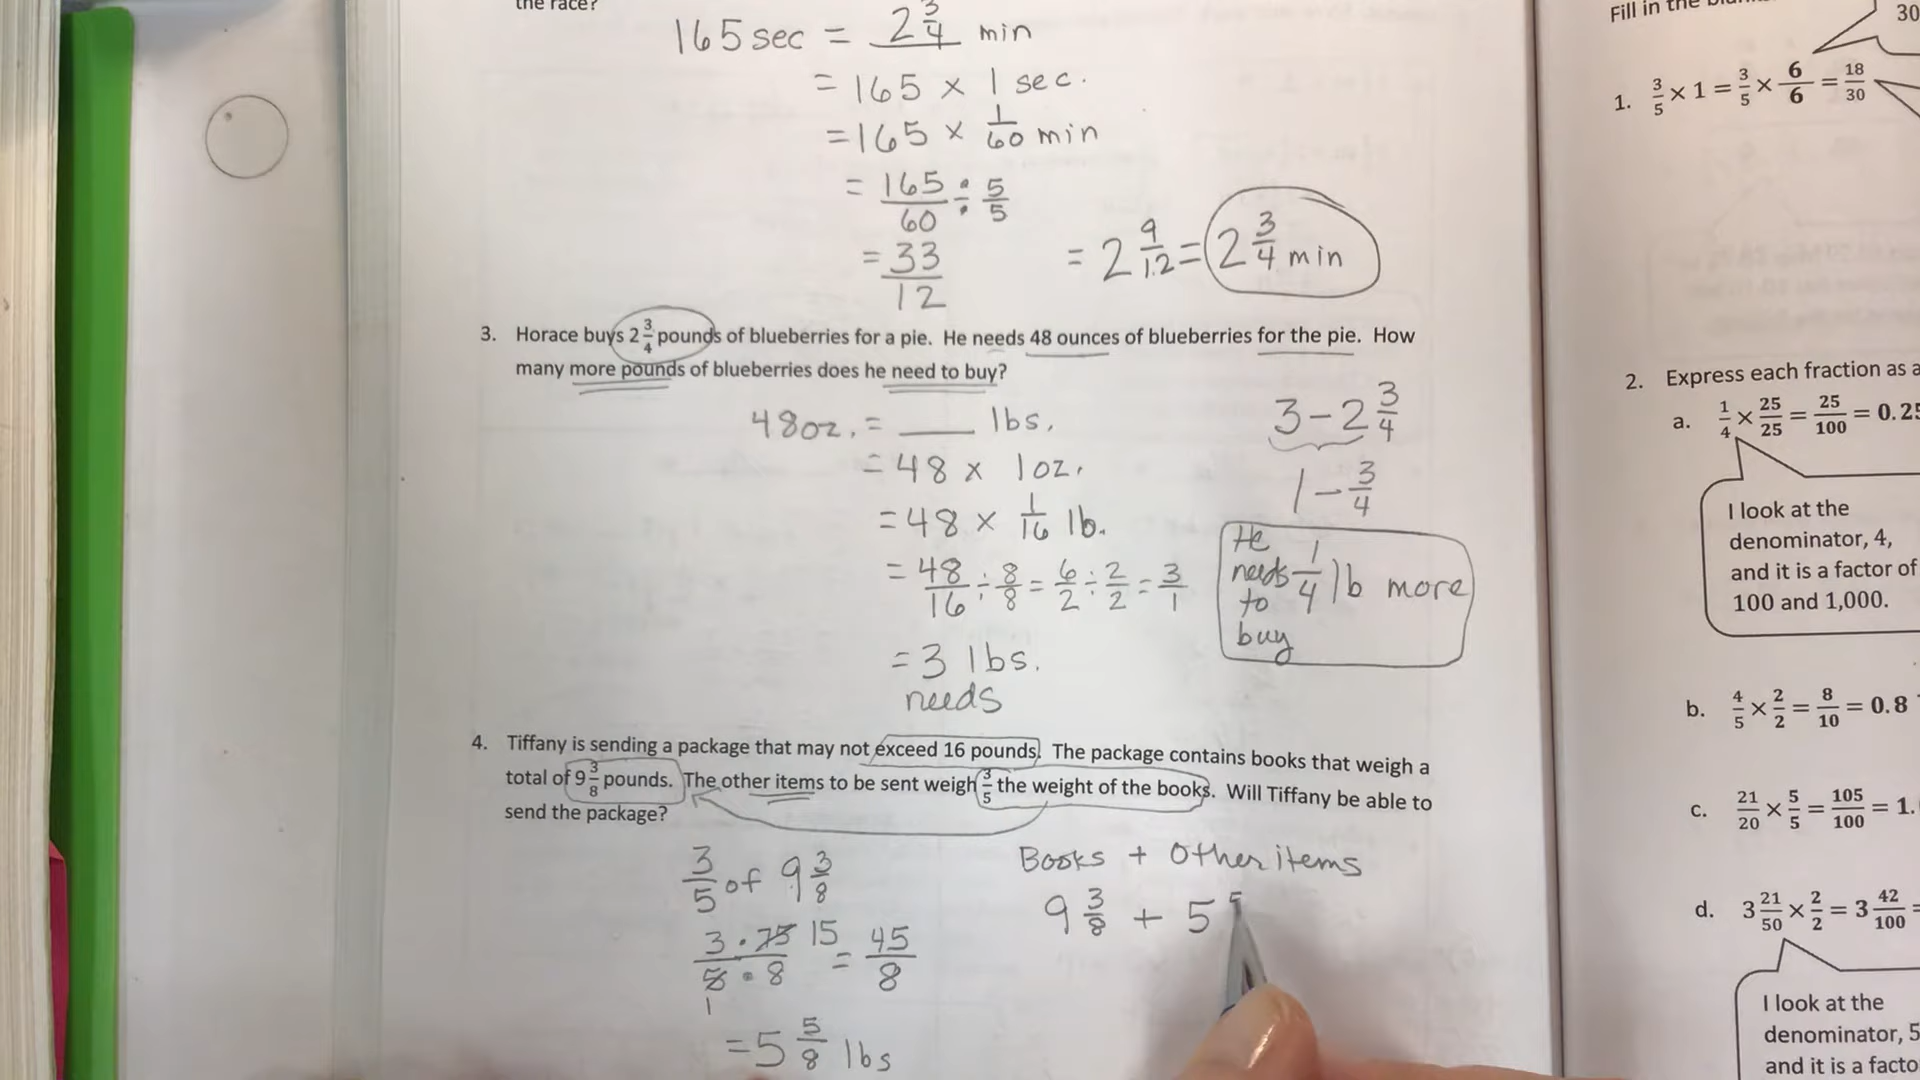 the race?
165 sec = 2 3/4 min
= 165 x 1 sec.
= 165 x 1/60 min
= 165/60 ÷ 5/5
= 33/12
= 2 9/12 = 2 3/4 min
3. Horace buys 2 3/4 pounds of blueberries for a pie. He needs 48 ounces of blueberries for the pie. How
many more pounds of blueberries does he need to buy?
48oz. = ___ lbs.
= 48 x 1 oz.
= 48 x 1/16 lb.
= 48/16 ÷ 8/8 = 6/2 ÷ 2/2 = 3/1
= 3 lbs.
needs
3 - 2 3/4
1 - 3/4
He
needs 1/4 lb more
to
buy
4. Tiffany is sending a package that may not exceed 16 pounds. The package contains books that weigh a
total of 9 3/8 pounds. The other items to be sent weigh 3/5 the weight of the books. Will Tiffany be able to
send the package?
3/5 of 9 3/8
3 · 75 15
5 · 8 = 45/8
1
= 5 5/8 lbs
Books + Other items
9 3/8 + 5 5
Fill in the
30
1. 3/5 × 1 = 3/5 × 6/6 = 18/30
2. Express each fraction as a
a. 1/4 × 25/25 = 25/100 = 0.25
I look at the
denominator, 4,
and it is a factor of
100 and 1,000.
b. 4/5 × 2/2 = 8/10 = 0.8
c. 21/20 × 5/5 = 105/100 = 1.
d. 3 21/50 × 2/2 = 3 42/100 =
I look at the
denominator, 5
and it is a facto